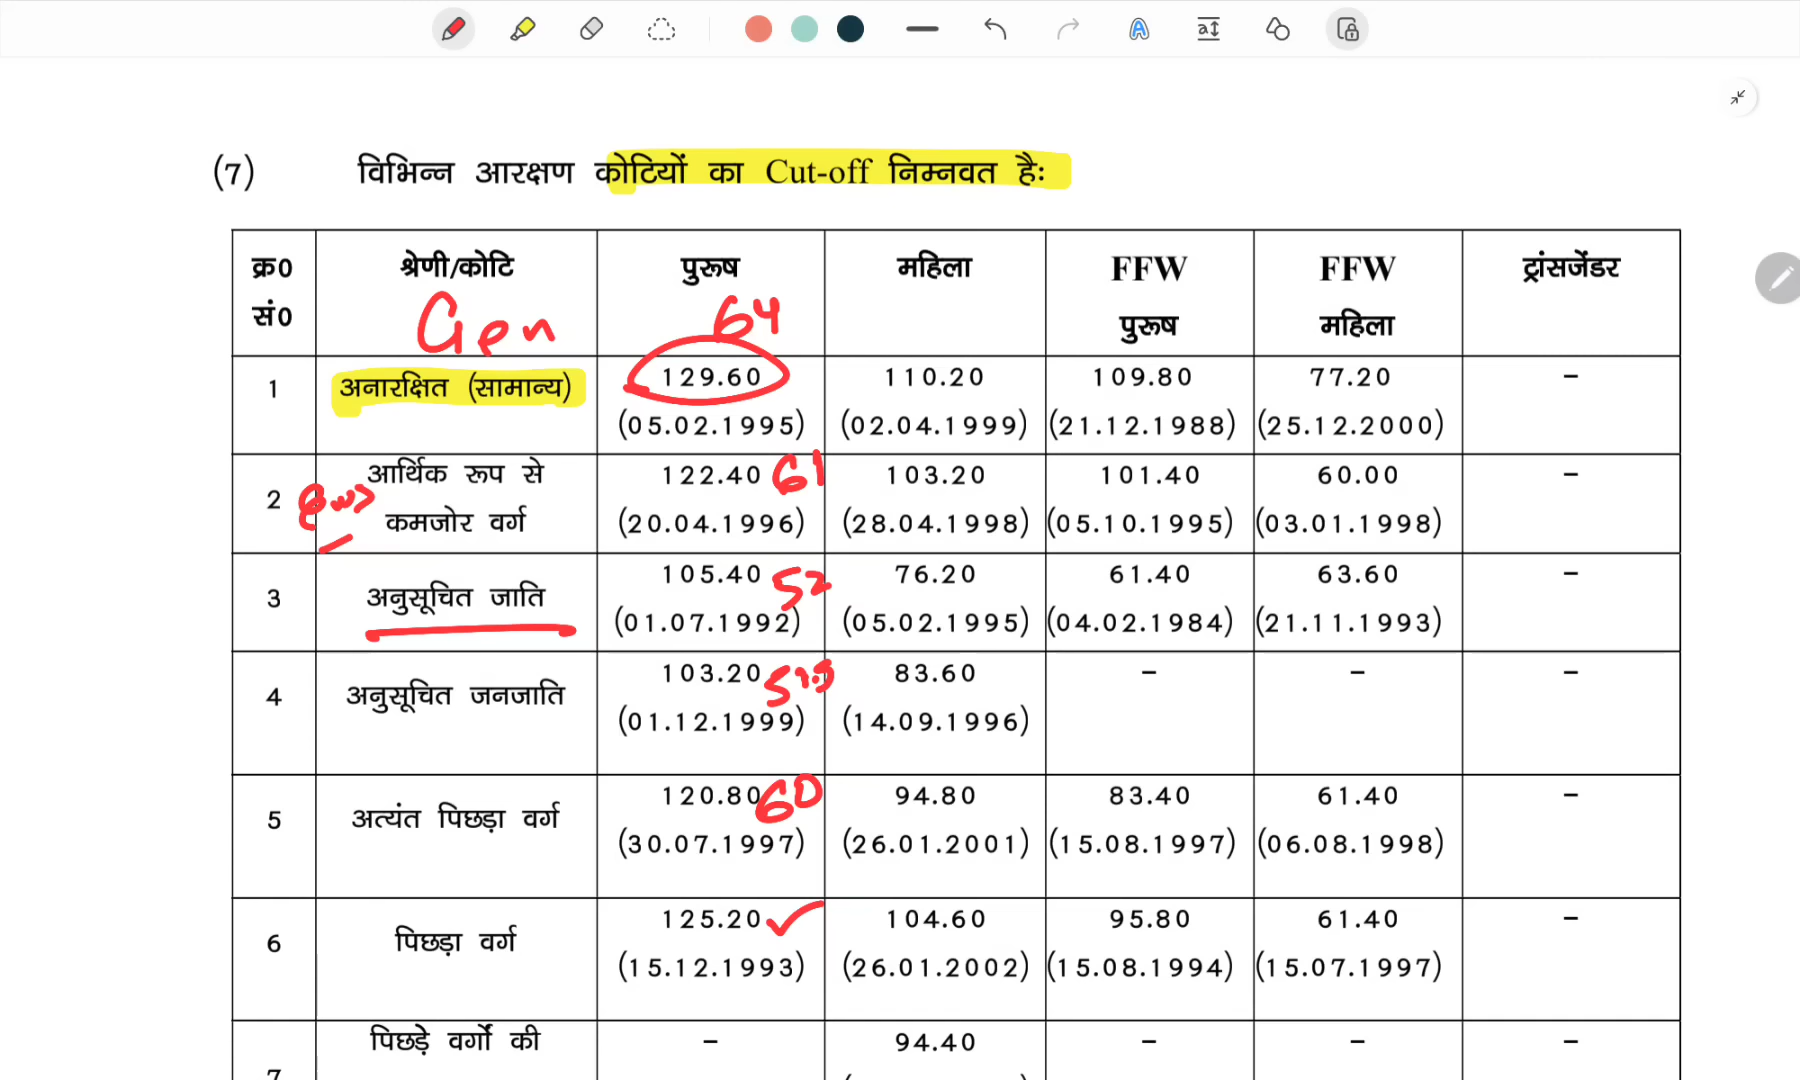 (7) विभिन्न आरक्षण कोटियों का Cut-off निम्नवत हैः
क्र0 सं0 श्रेणी/कोटि पुरूष महिला FFW पुरूष FFW महिला ट्रांसजेंडर
Gen 64
1 अनारक्षित (सामान्य) 129.60 110.20 109.80 77.20 –
(05.02.1995) (02.04.1999) (21.12.1988) (25.12.2000)
2 आर्थिक रूप से 122.40 61 103.20 101.40 60.00 –
कमजोर वर्ग (20.04.1996) (28.04.1998) (05.10.1995) (03.01.1998)
3 अनुसूचित जाति 105.40 52 76.20 61.40 63.60 –
(01.07.1992) (05.02.1995) (04.02.1984) (21.11.1993)
4 अनुसूचित जनजाति 103.20 51.5 83.60 – – –
(01.12.1999) (14.09.1996)
5 अत्यंत पिछड़ा वर्ग 120.80 60 94.80 83.40 61.40 –
(30.07.1997) (26.01.2001) (15.08.1997) (06.08.1998)
6 पिछड़ा वर्ग 125.20 104.60 95.80 61.40 –
(15.12.1993) (26.01.2002) (15.08.1994) (15.07.1997)
7 पिछड़े वर्गों की – 94.40 – – –